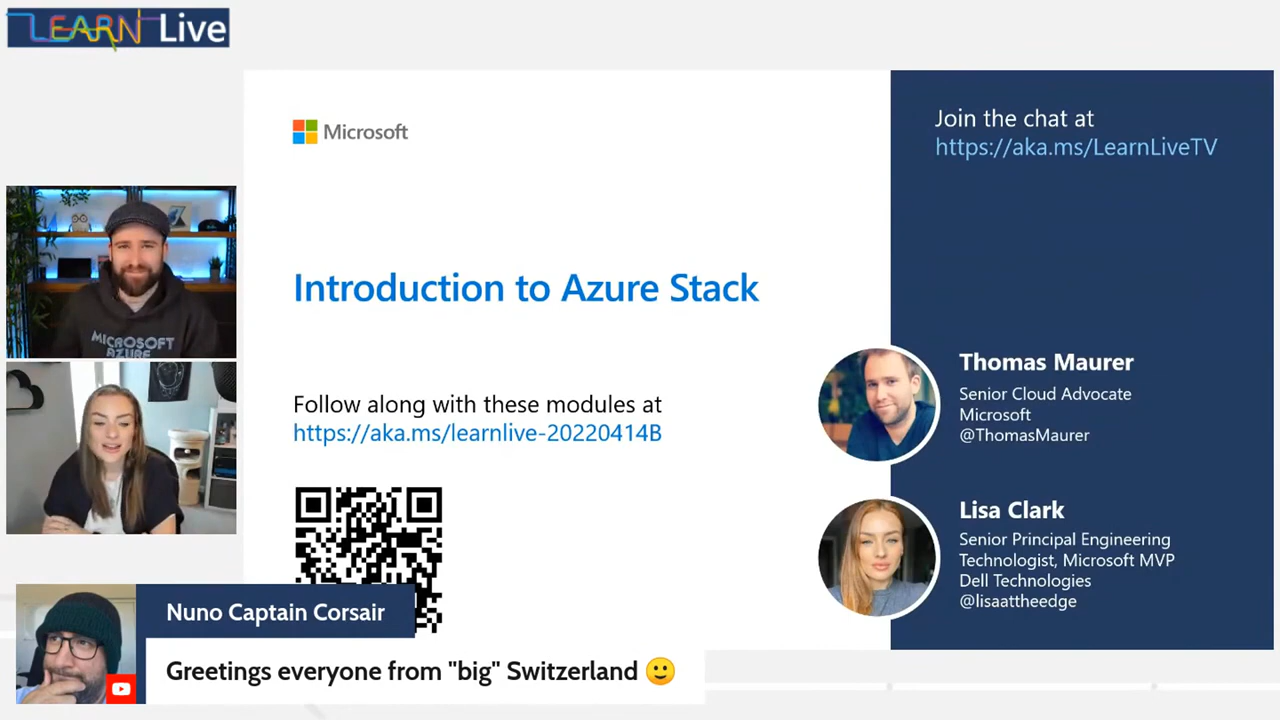 LEARN Live
Microsoft
Join the chat at
https://aka.ms/LearnLiveTV
Introduction to Azure Stack
Follow along with these modules at
https://aka.ms/learnlive-20220414B
Thomas Maurer
Senior Cloud Advocate
Microsoft
@ThomasMaurer
Lisa Clark
Senior Principal Engineering
Technologist, Microsoft MVP
Dell Technologies
@lisaattheedge
MICROSOFT
AZURE
Nuno Captain Corsair
Greetings everyone from "big" Switzerland 🙂